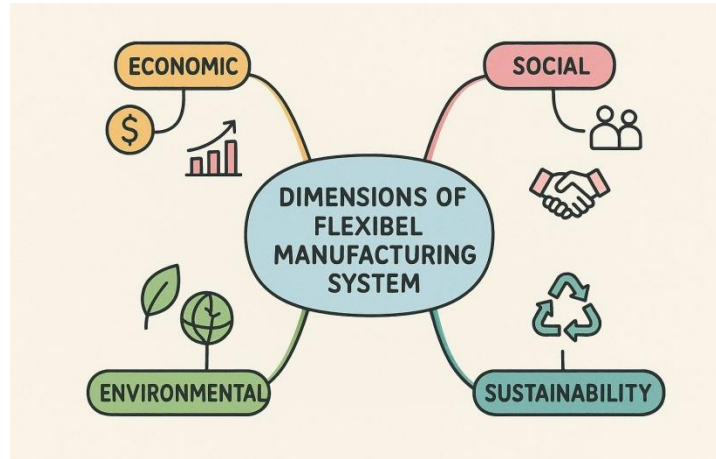 ECONOMIC
SOCIAL
$
DIMENSIONS OF
FLEXIBEL
MANUFACTURING
SYSTEM
ENVIRONMENTAL
SUSTAINABILITY